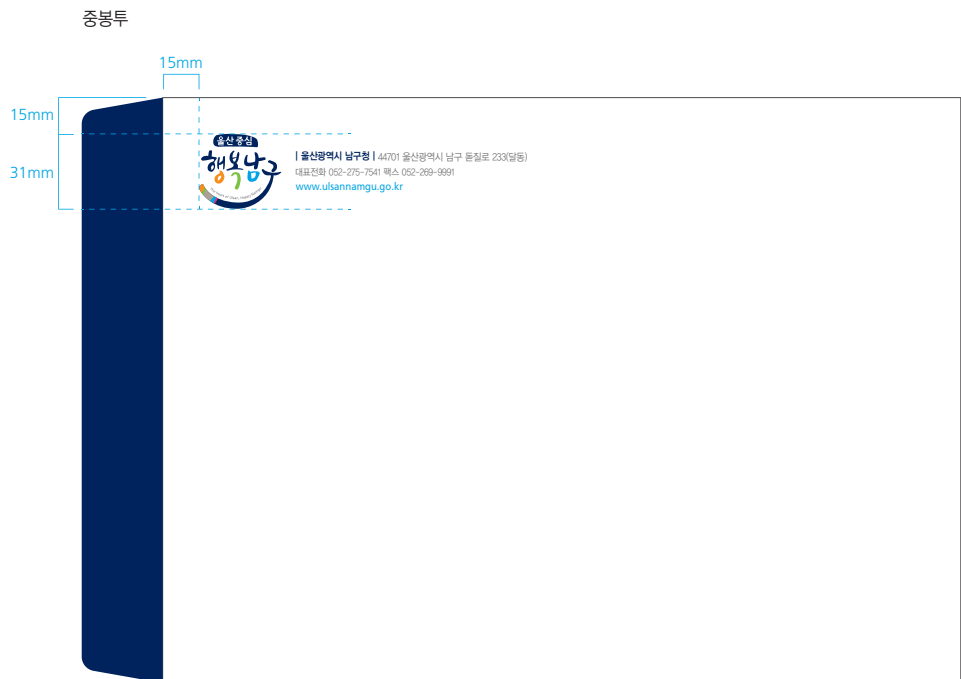 중봉투
15mm
15mm
31mm
울산중심
행복남구
| 울산광역시 남구청 | 44701 울산광역시 남구 돋질로 233(달동)
대표전화 052-275-7541 팩스 052-269-9991
www.ulsannamgu.go.kr